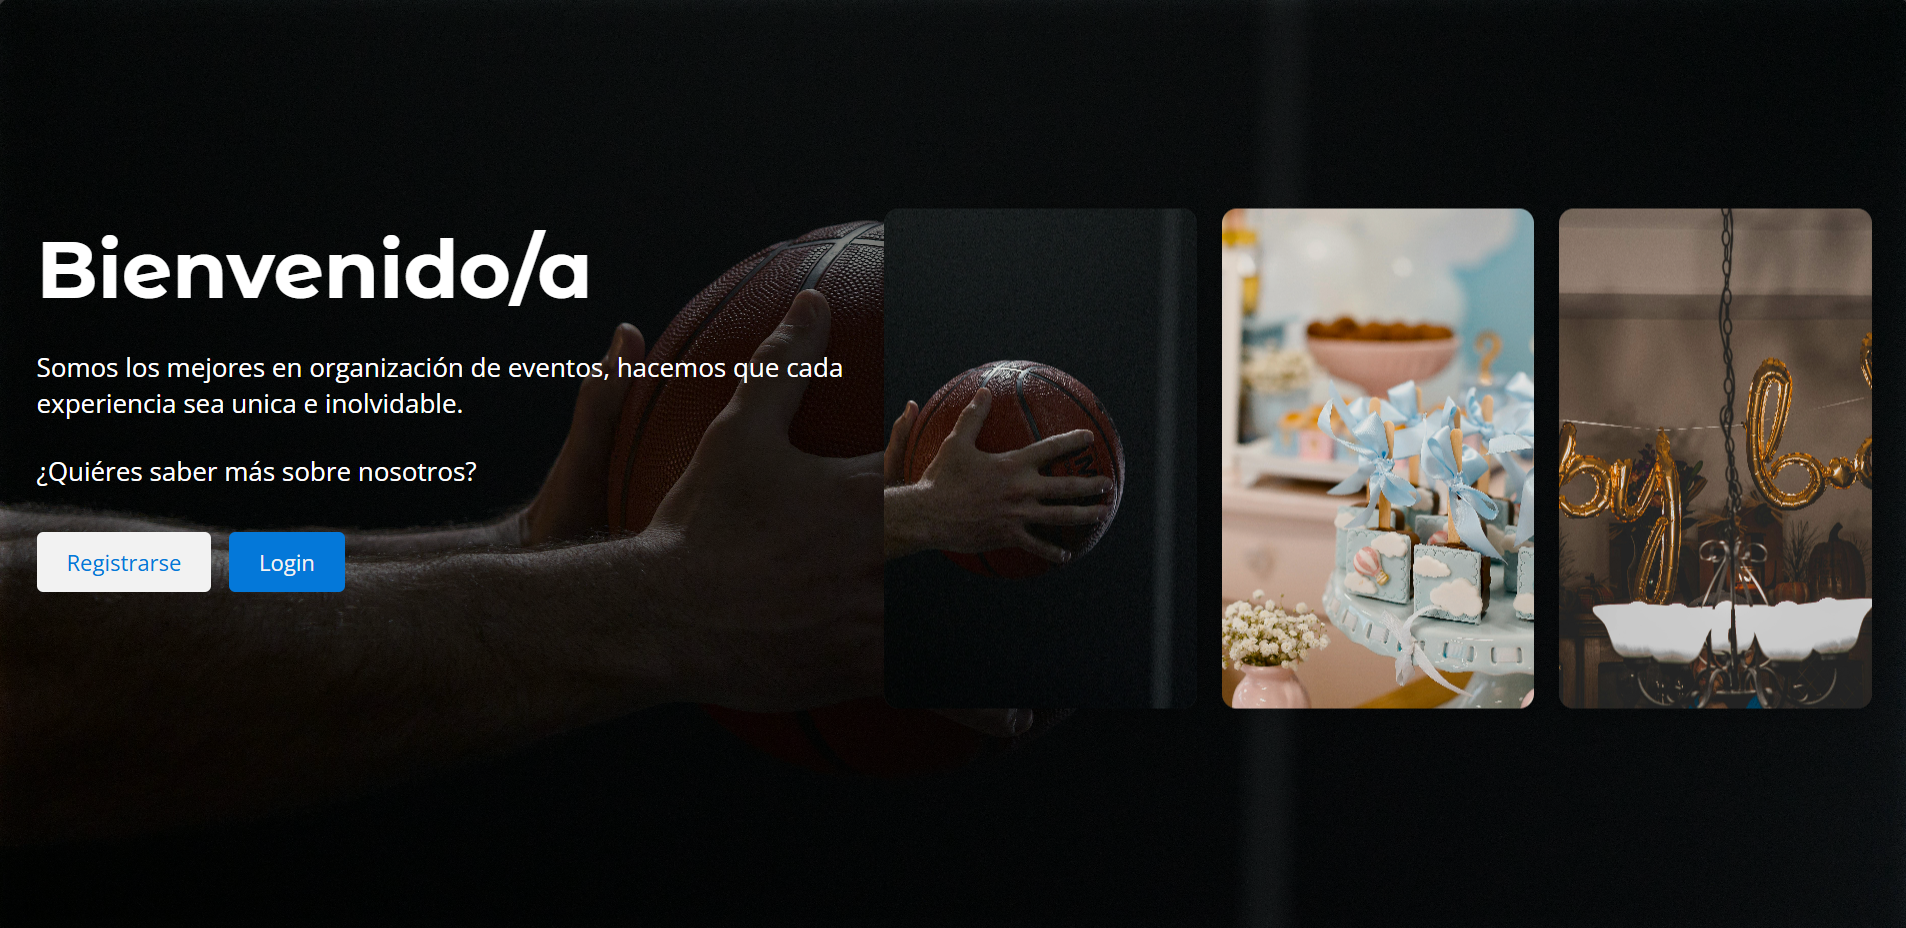 Bienvenido/a
Somos los mejores en organización de eventos, hacemos que cada
experiencia sea unica e inolvidable.
¿Quiéres saber más sobre nosotros?
Registrarse
Login